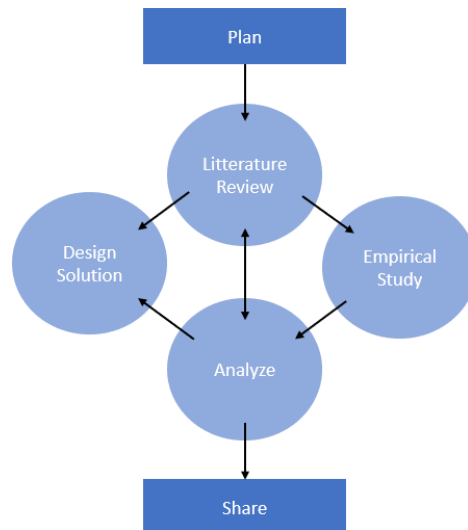 Plan
Litterature
Review
Design
Solution
Empirical
Study
Analyze
Share